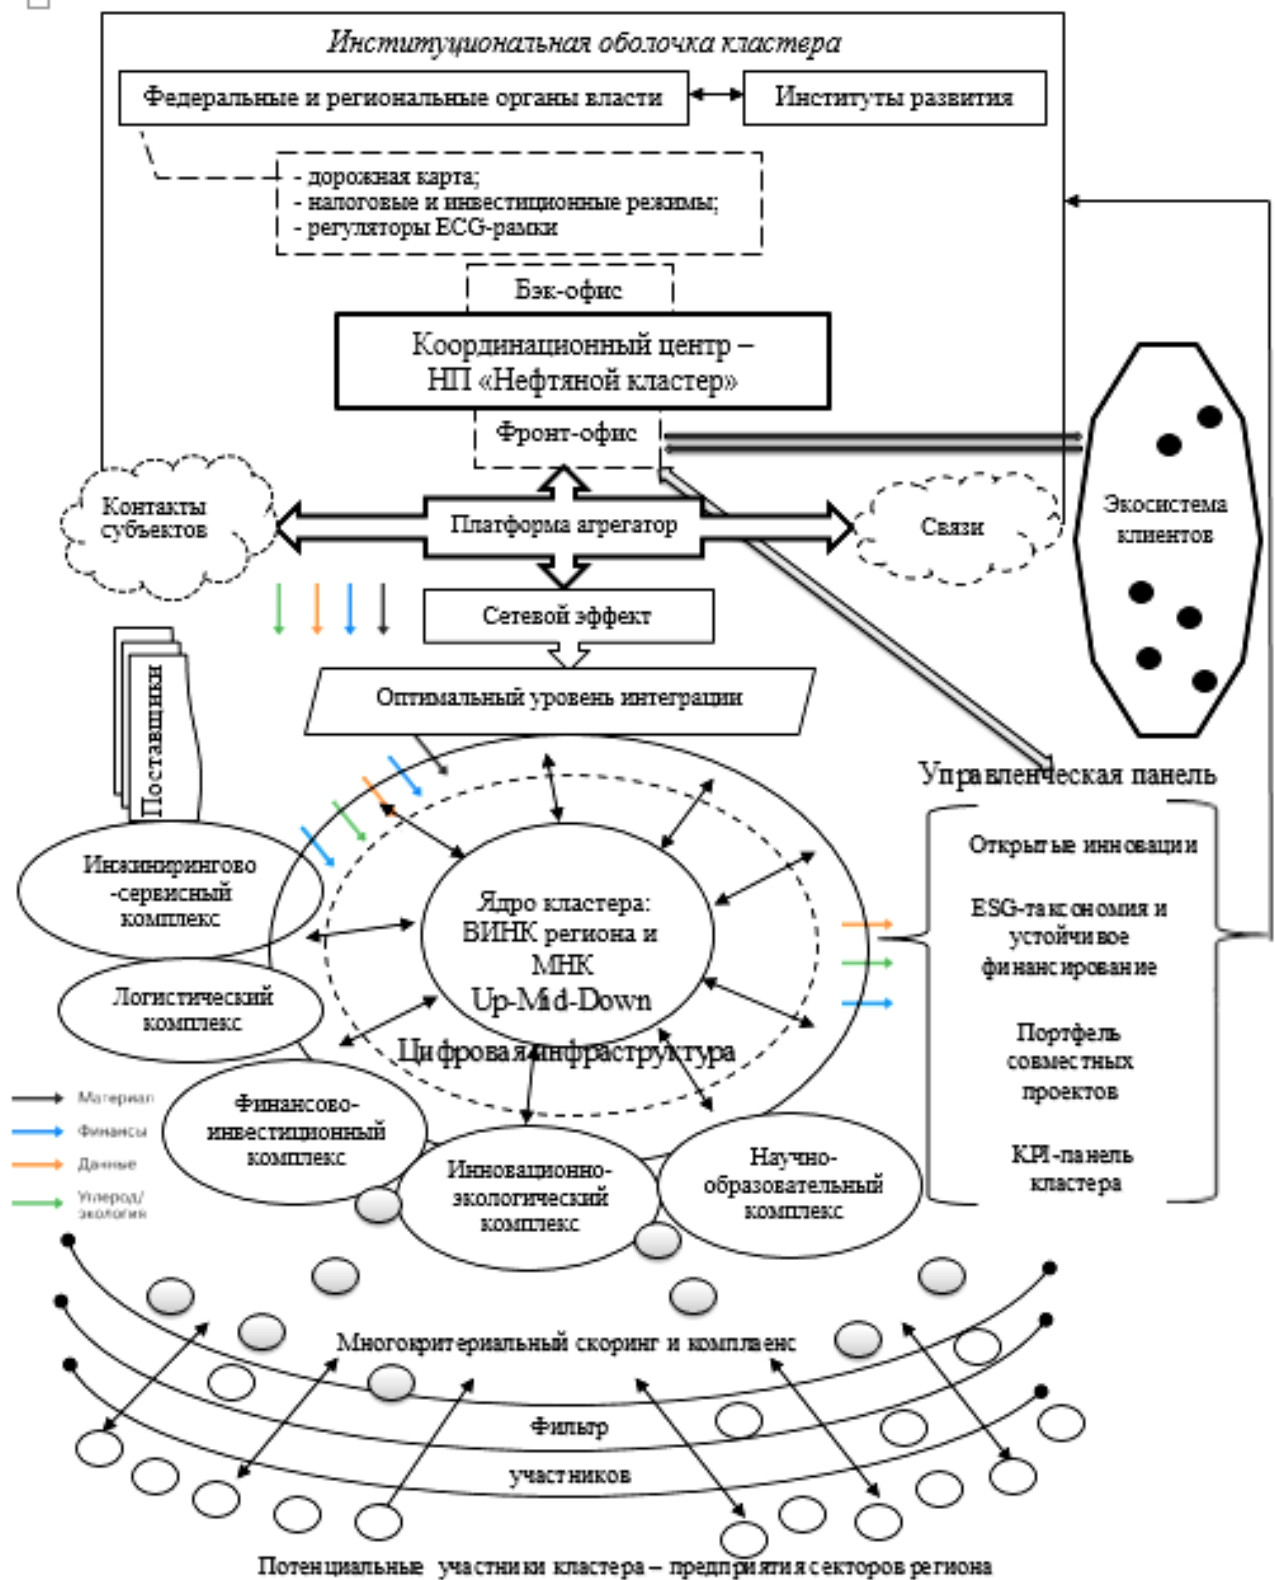 Институциональная оболочка кластера
Федеральные и региональные органы власти
Институты развития
- дорожная карта;
- налоговые и инвестиционные режимы;
- регуляторы ECG-рамки
Бэк-офис
Координационный центр –
НП «Нефтяной кластер»
Фронт-офис
Контакты
субъектов
Платформа агрегатор
Связи
Экосистема
клиентов
Сетевой эффект
Оптимальный уровень интеграции
Поставщики
Управленческая панель
Инжинирингово
-сервисный
комплекс
Ядро кластера:
ВИНК региона и
МНК
Up-Mid-Down
Цифровая инфраструктура
Открытые инновации
ESG-таксономия и
устойчивое
финансирование
Портфель
совместных
проектов
KPI-панель
кластера
Логистический
комплекс
Финансово-
инвестиционный
комплекс
Инновационно-
экологический
комплекс
Научно-
образовательный
комплекс
Материал
Финансы
Данные
Углерод/
экология
Многокритериальный скоринг и комплаенс
Фильтр
участников
Потенциальные участники кластера – предприятия секторов региона